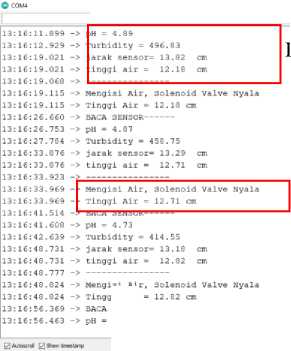 COM4
13:16:11.899 -> pH = 4.89
13:16:12.929 -> Turbidity = 496.83
13:16:19.021 -> jarak sensor= 13.82 cm
13:16:19.021 -> tinggi air = 12.18 cm
13:16:19.068 -> ----------------
13:16:19.115 -> Mengisi Air, Solenoid Valve Nyala
13:16:19.115 -> Tinggi Air = 12.18 cm
13:16:26.660 -> BACA SENSOR------
13:16:26.753 -> pH = 4.87
13:16:27.784 -> Turbidity = 458.75
13:16:33.876 -> jarak sensor= 13.29 cm
13:16:33.876 -> tinggi air = 12.71 cm
13:16:33.923 -> ----------------
13:16:33.969 -> Mengisi Air, Solenoid Valve Nyala
13:16:33.969 -> Tinggi Air = 12.71 cm
13:16:41.514 -> BACA SENSOR------
13:16:41.608 -> pH = 4.73
13:16:42.639 -> Turbidity = 414.55
13:16:48.731 -> jarak sensor= 13.18 cm
13:16:48.731 -> tinggi air = 12.82 cm
13:16:48.777 -> ----------------
13:16:48.824 -> Mengisi Air, Solenoid Valve Nyala
13:16:48.824 -> Tingg = 12.82 cm
13:16:56.369 -> BACA
13:16:56.463 -> pH =
Autoscroll Show timestamp